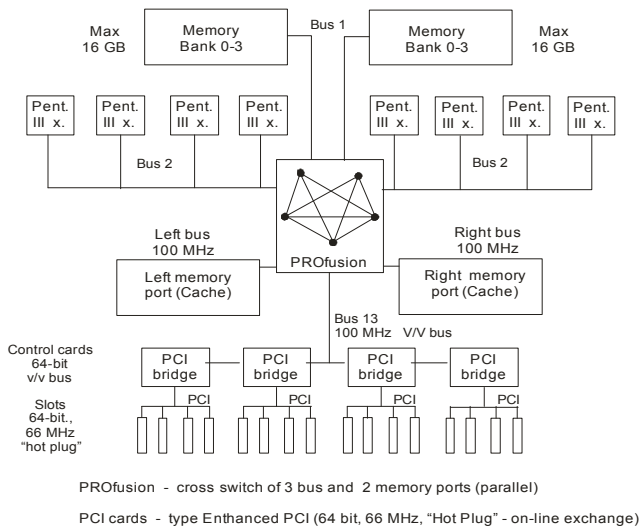 Max
16 GB
Memory
Bank 0-3
Bus 1
Memory
Bank 0-3
Max
16 GB
Pent.
III x.
Pent.
III x.
Pent.
III x.
Pent.
III x.
Pent.
III x.
Pent.
III x.
Pent.
III x.
Pent.
III x.
Bus 2
Bus 2
PROfusion
Left bus
100 MHz
Left memory
port (Cache)
Right bus
100 MHz
Right memory
port (Cache)
Bus 13
100 MHz V/V bus
Control cards
64-bit
v/v bus
PCI
bridge
PCI
bridge
PCI
bridge
PCI
bridge
Slots
64-bit.,
66 MHz
“hot plug”
PCI
PCI
PCI
PCI
PROfusion - cross switch of 3 bus and 2 memory ports (parallel)
PCI cards - type Enhanced PCI (64 bit, 66 MHz, “Hot Plug” - on-line exchange)